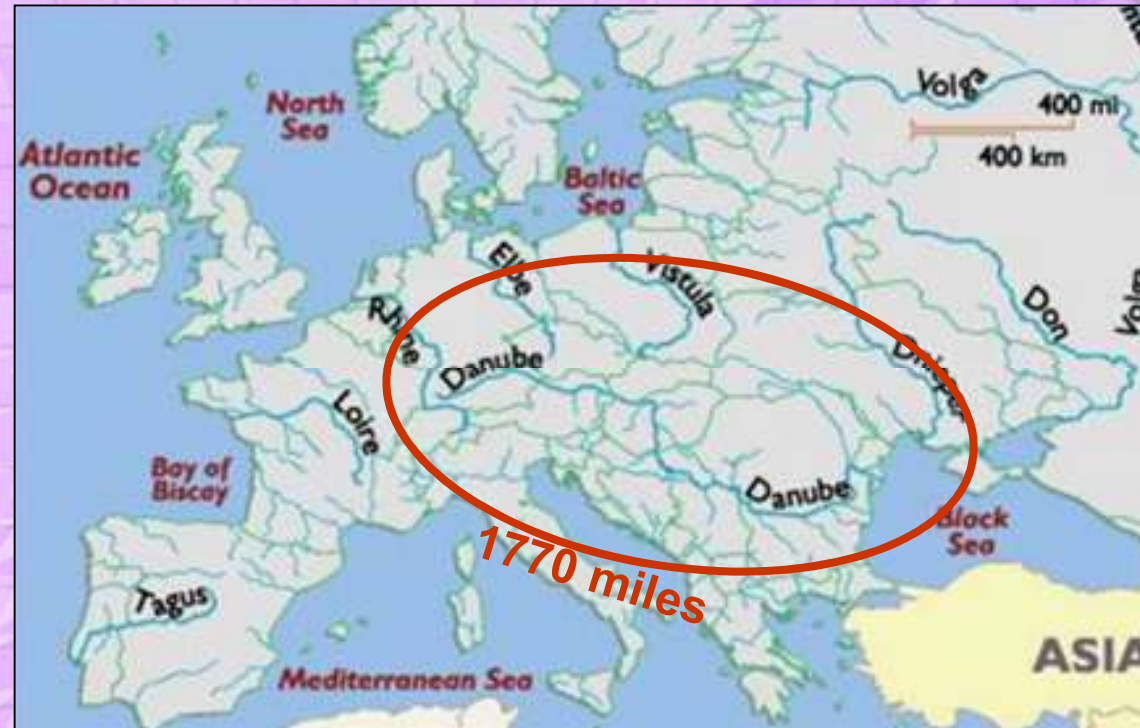 North
Sea
Volga
400 mi
400 km
Atlantic
Ocean
Baltic
Sea
Elbe
Vistula
Rhine
Don
Danube
Dnieper
Loire
Bay of
Biscay
Danube
Black
Sea
1770 miles
Tagus
Mediterranean Sea
ASIA